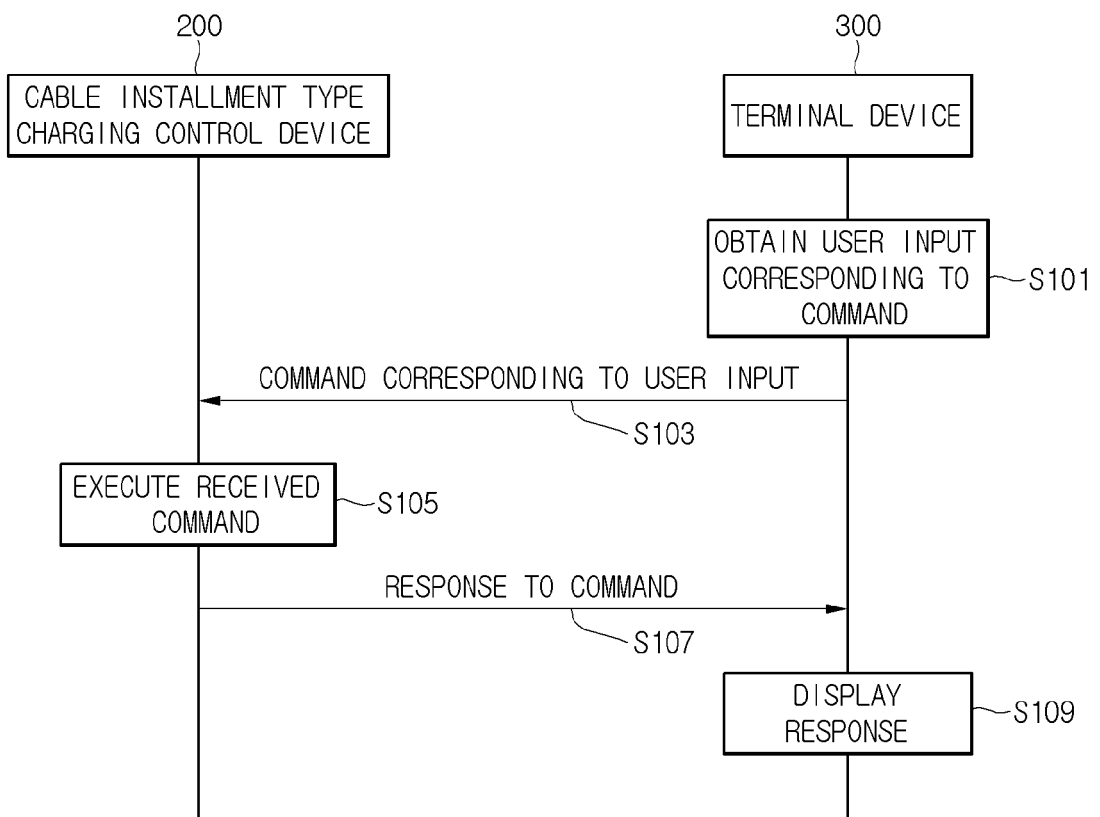 200
300
CABLE INSTALLMENT TYPE
CHARGING CONTROL DEVICE
TERMINAL DEVICE
OBTAIN USER INPUT
CORRESPONDING TO
COMMAND
S101
COMMAND CORRESPONDING TO USER INPUT
S103
EXECUTE RECEIVED
COMMAND
S105
RESPONSE TO COMMAND
S107
DISPLAY
RESPONSE
S109